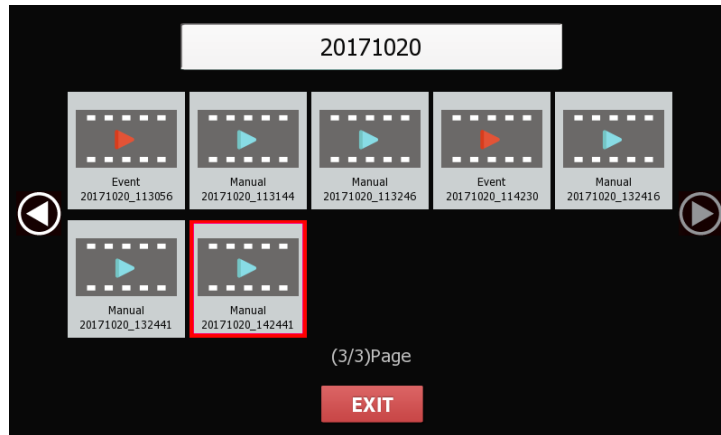 20171020
Event
20171020_113056
Manual
20171020_113144
Manual
20171020_113246
Event
20171020_114230
Manual
20171020_132416
Manual
20171020_132441
Manual
20171020_142441
(3/3)Page
EXIT